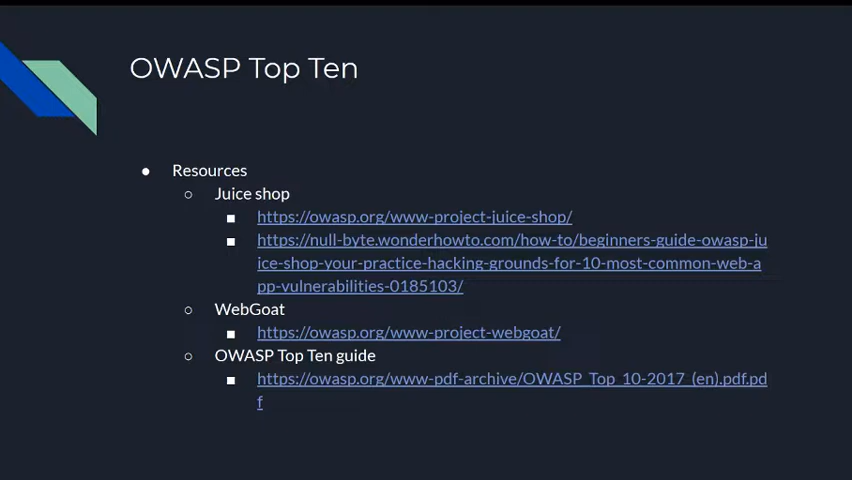 OWASP Top Ten
● Resources
○ Juice shop
■ https://owasp.org/www-project-juice-shop/
■ https://null-byte.wonderhowto.com/how-to/beginners-guide-owasp-ju
ice-shop-your-practice-hacking-grounds-for-10-most-common-web-a
pp-vulnerabilities-0185103/
○ WebGoat
■ https://owasp.org/www-project-webgoat/
○ OWASP Top Ten guide
■ https://owasp.org/www-pdf-archive/OWASP_Top_10-2017_(en).pdf.pd
f